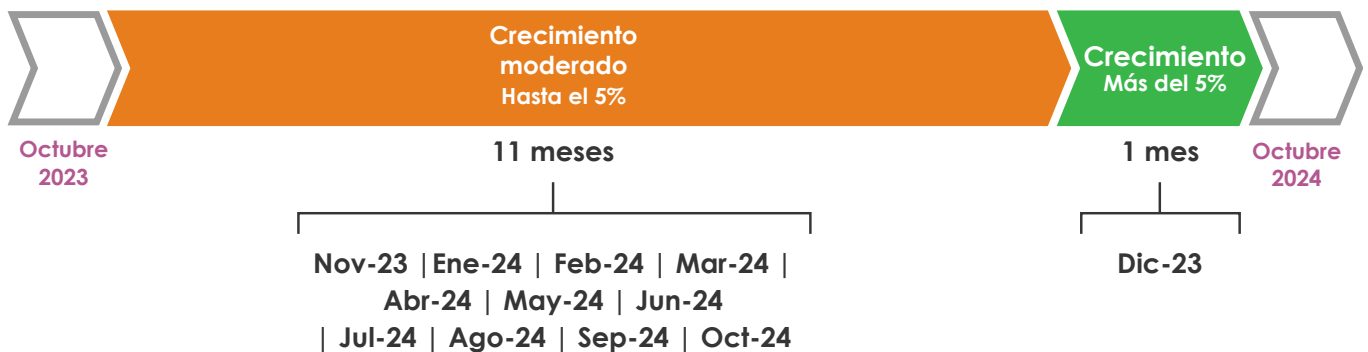 Crecimiento
moderado
Hasta el 5%
Crecimiento
Más del 5%
Octubre
2023
11 meses
1 mes
Octubre
2024
Nov-23 | Ene-24 | Feb-24 | Mar-24 |
Abr-24 | May-24 | Jun-24
| Jul-24 | Ago-24 | Sep-24 | Oct-24
Dic-23